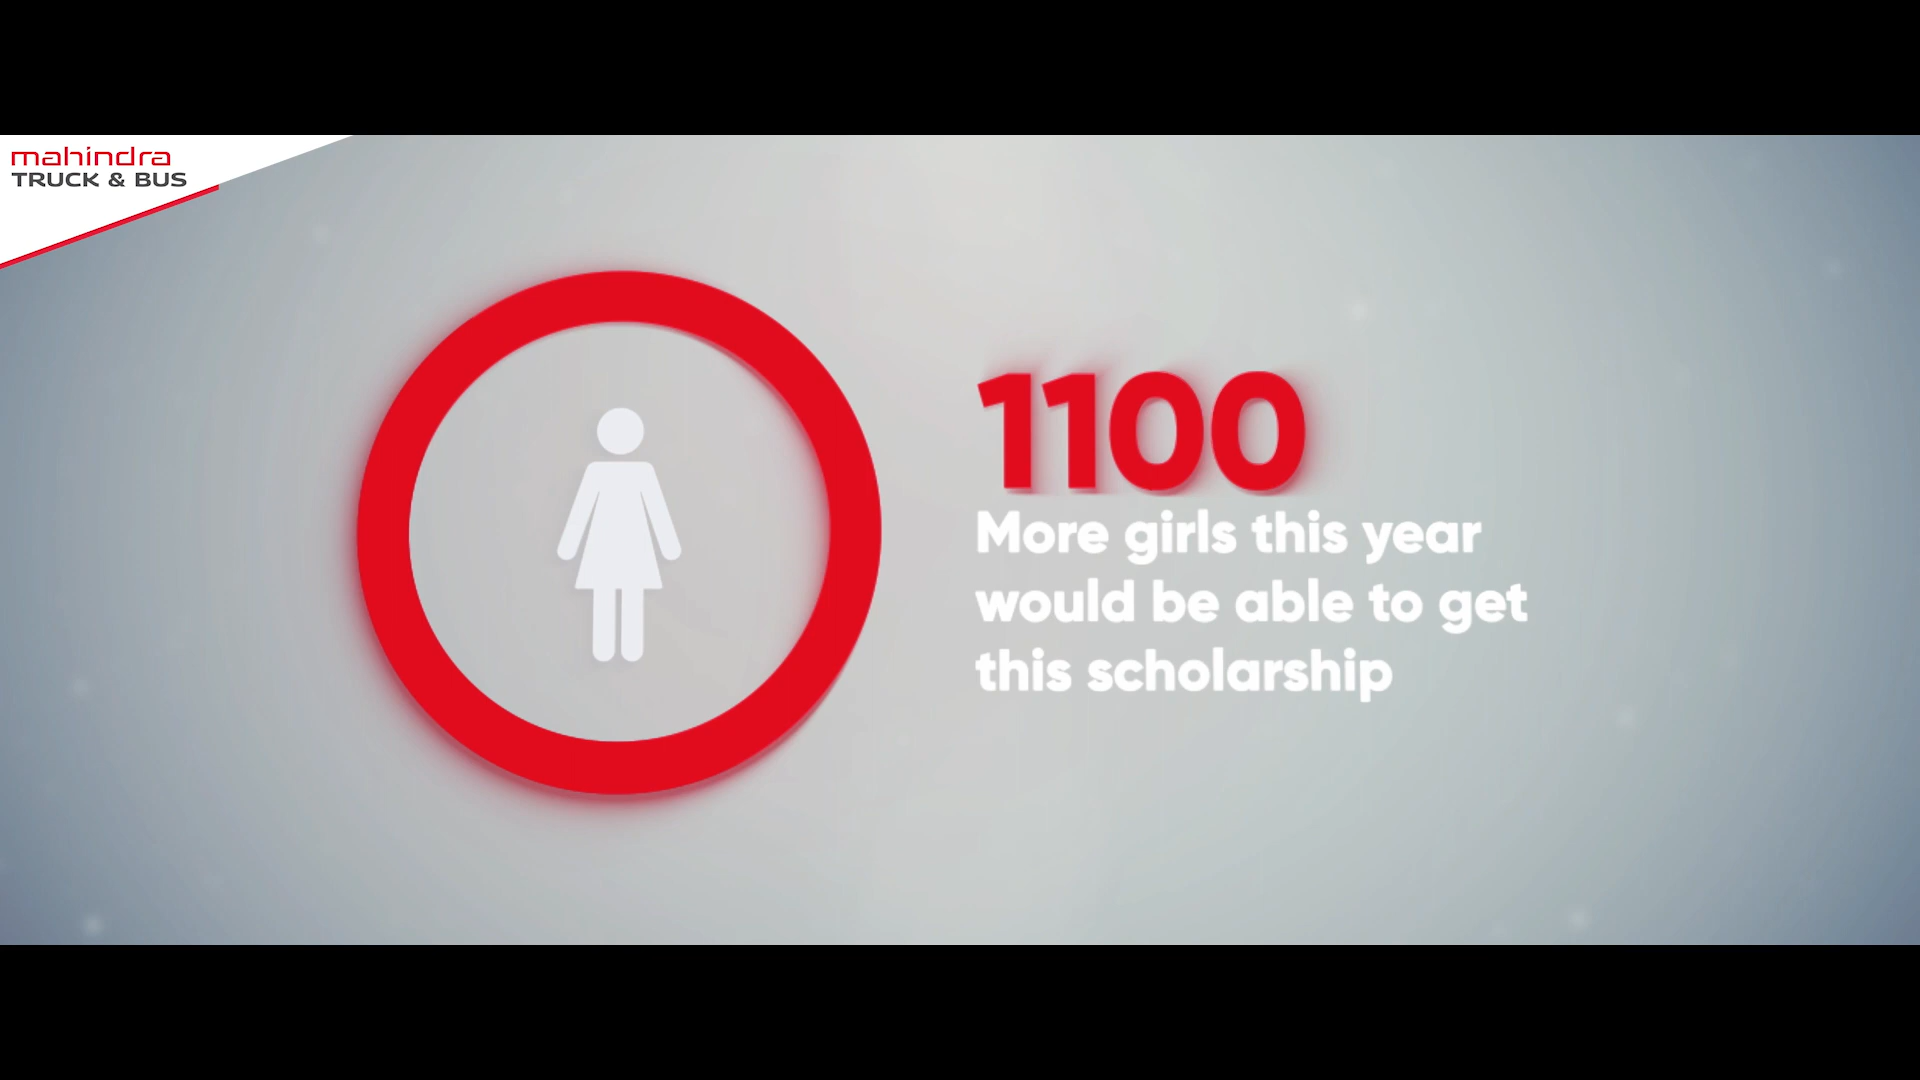 mahindra
TRUCK & BUS
1100
More girls this year
would be able to get
this scholarship